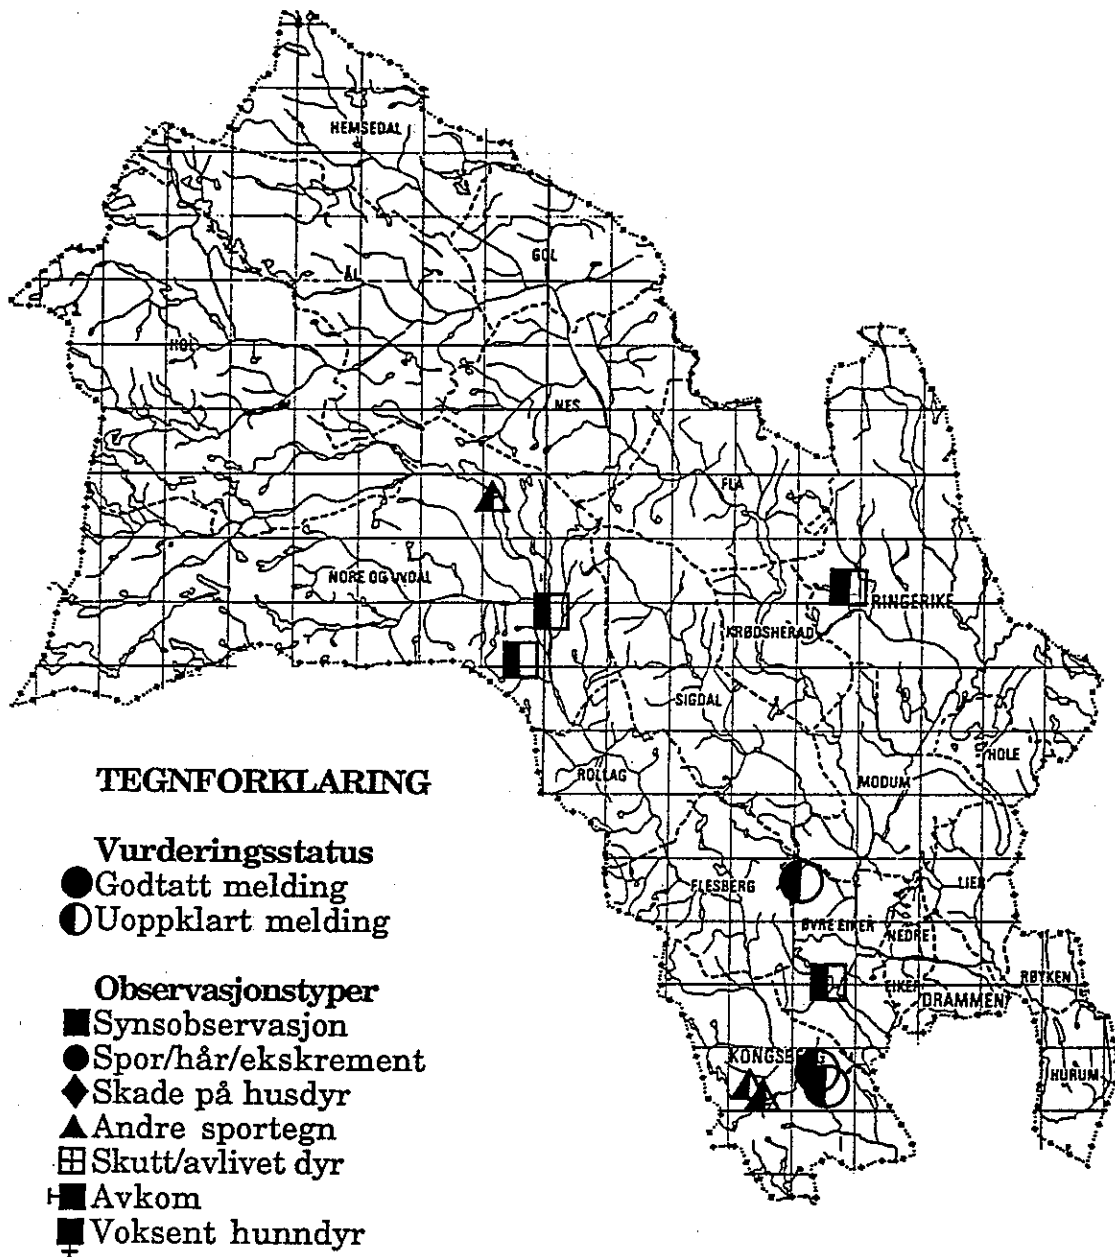 HEMSEDAL
GOL
ÅL
HOL
NES
FLÅ
NORE OG UVDAL
RINGERIKE
KRØDSHERAD
SIGDAL
HOLE
ROLLAG
MODUM
FLESBERG
LIER
ØVRE EIKER
NEDRE
EIKER
RØYKEN
DRAMMEN
KONGSBERG
HURUM
TEGNFORKLARING
Vurderingsstatus
Godtatt melding
Uoppklart melding
Observasjonstyper
Synsobservasjon
Spor/hår/ekskrement
Skade på husdyr
Andre sportegn
Skutt/avlivet dyr
Avkom
Voksent hunndyr